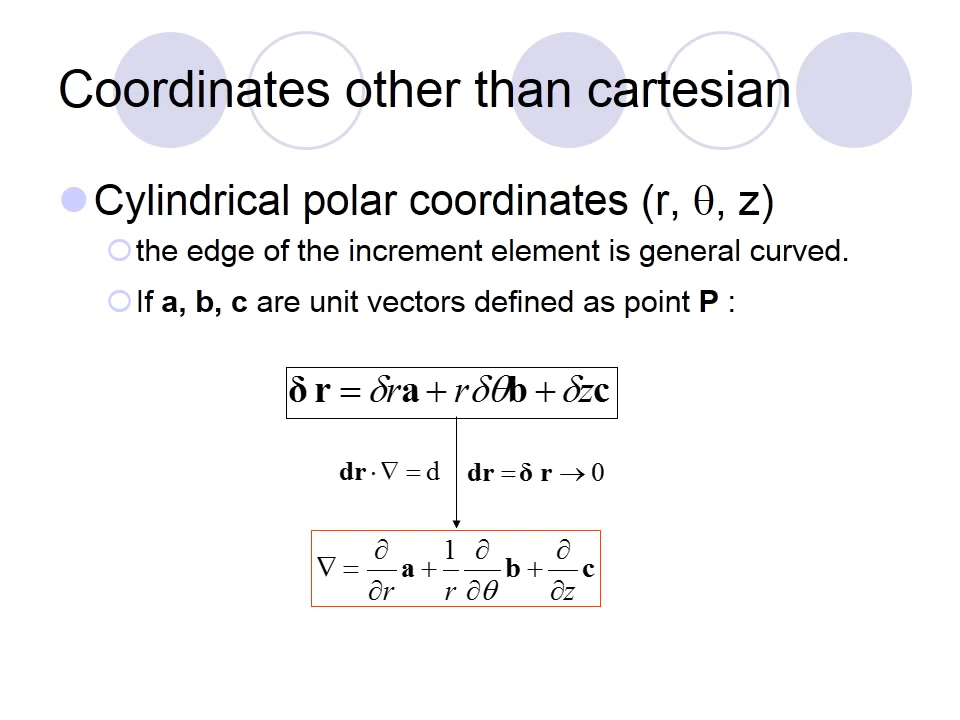 Coordinates other than cartesian
Cylindrical polar coordinates (r, θ, z)
the edge of the increment element is general curved.
If a, b, c are unit vectors defined as point P :
δ r = δra + rδθb + δzc
dr · ∇ = d dr = δ r → 0
∇ = ∂/∂r a + 1/r ∂/∂θ b + ∂/∂z c